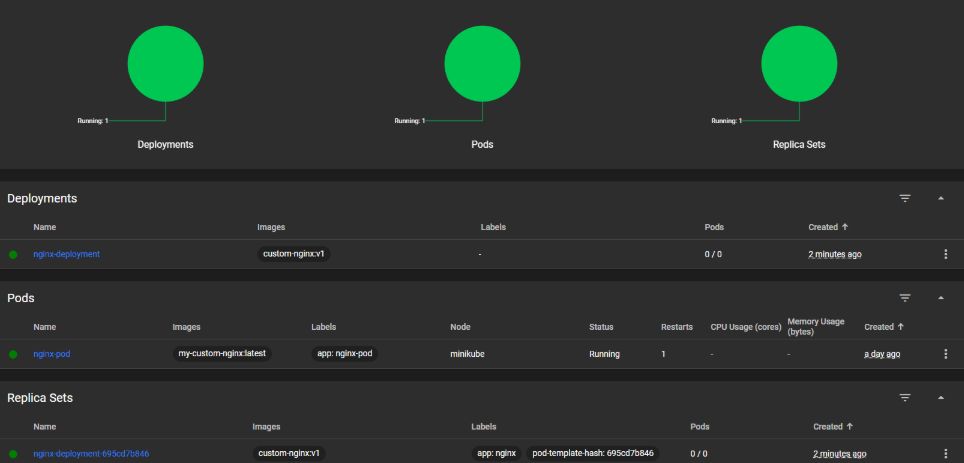 Running: 1 Running: 1 Running: 1
Deployments Pods Replica Sets
Deployments
Name Images Labels Pods Created ↑
nginx-deployment custom-nginx:v1 - 0 / 0 2 minutes ago
Pods
Name Images Labels Node Status Restarts CPU Usage (cores) Memory Usage (bytes) Created ↑
nginx-pod my-custom-nginx:latest app: nginx-pod minikube Running 1 - - a day ago
Replica Sets
Name Images Labels Pods Created ↑
nginx-deployment-695cd7b846 custom-nginx:v1 app: nginx pod-template-hash: 695cd7b846 0 / 0 2 minutes ago